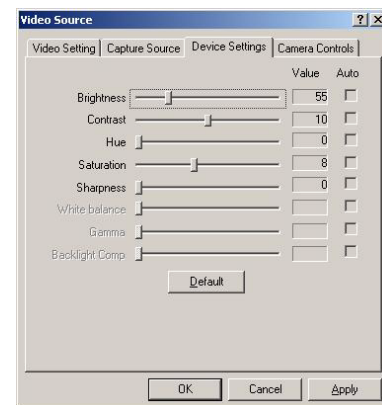 Video Source
Video Setting Capture Source Device Settings Camera Controls
Value Auto
Brightness 55
Contrast 10
Hue 0
Saturation 8
Sharpness 0
White balance
Gamma
Backlight Comp
Default
OK Cancel Apply